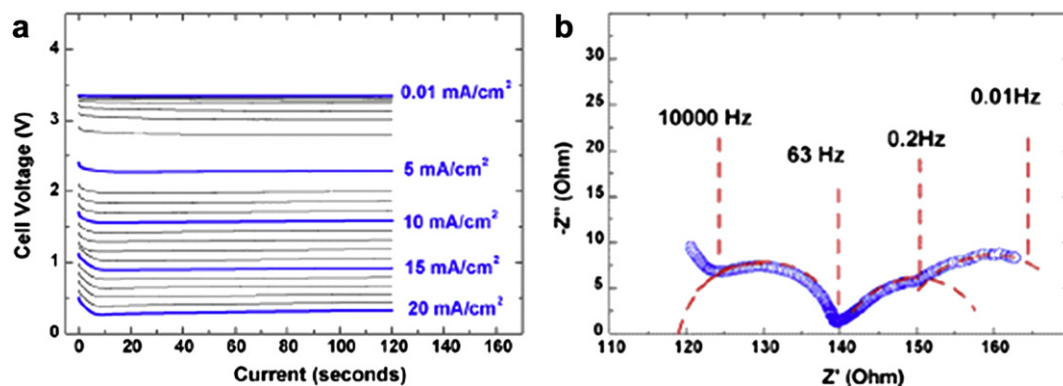 a
4
3
2
1
0
Cell Voltage (V)
0.01 mA/cm²
5 mA/cm²
10 mA/cm²
15 mA/cm²
20 mA/cm²
0 20 40 60 80 100 120 140 160
Current (seconds)
b
35
30
25
20
15
10
5
0
-Z'' (Ohm)
10000 Hz
63 Hz
0.2Hz
0.01Hz
110 120 130 140 150 160
Z' (Ohm)